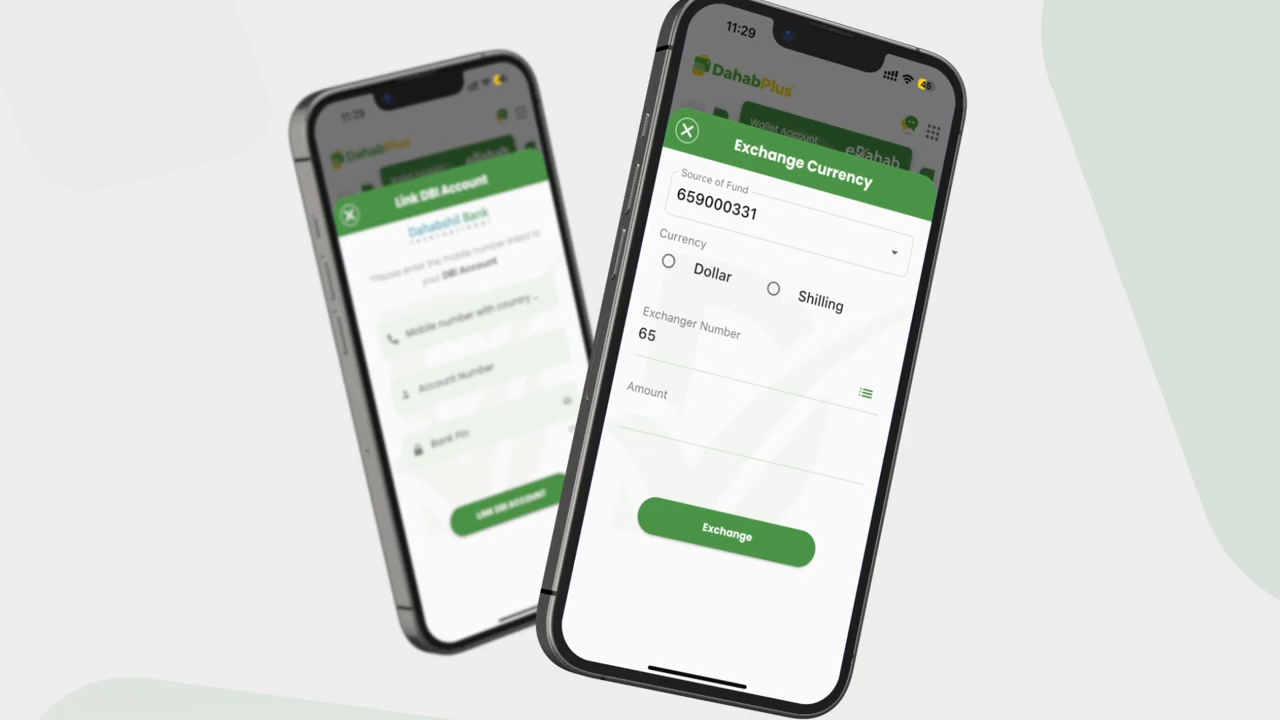 11:29
DahabPlus
eDahab
Link DBI Account
Dahabshil Bank
INTERNATIONAL
*Please enter the mobile number linked to
your DBI Account
Mobile number with country ..
Account Number
Bank Pin
LINK DBI ACCOUNT
11:29
45
DahabPlus
Wallet Account
eDahab
Exchange Currency
Source of Fund
659000331
Currency
Dollar
Shilling
Exchanger Number
65
Amount
Exchange